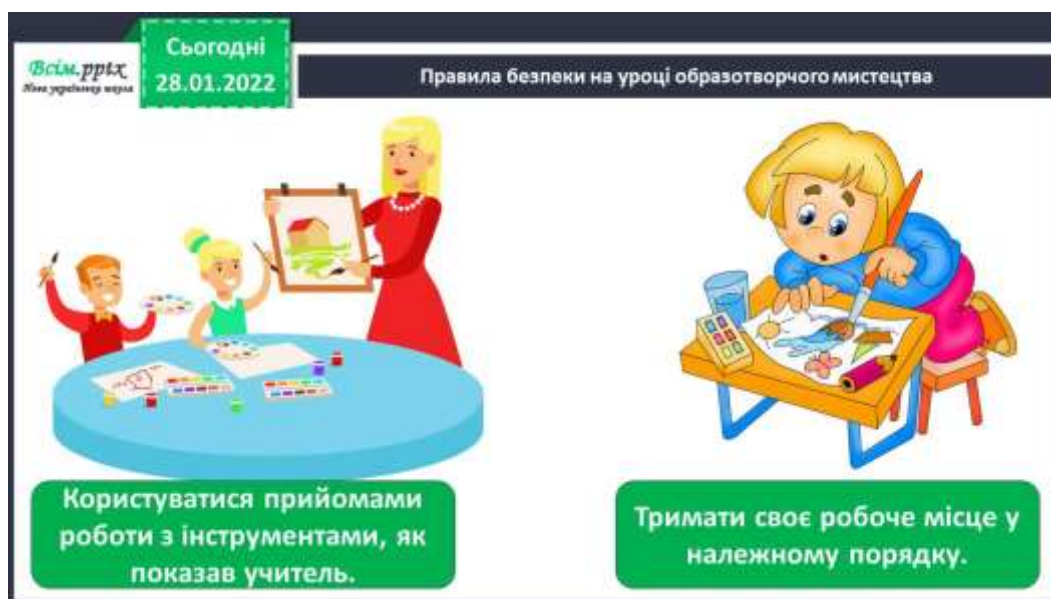 Сьогодні
28.01.2022
Всім.pptx
Нова українська школа
Правила безпеки на уроці образотворчого мистецтва
Користуватися прийомами
роботи з інструментами, як
показав учитель.
Тримати своє робоче місце у
належному порядку.